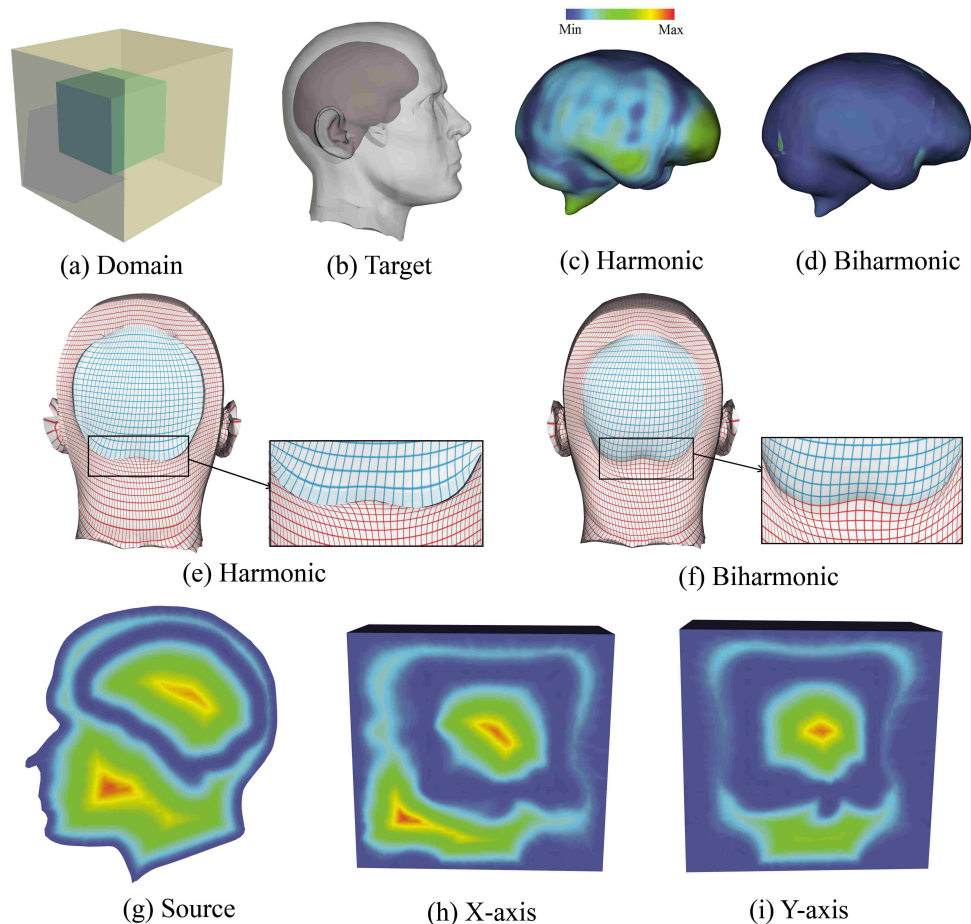 Min Max
(a) Domain
(b) Target
(c) Harmonic
(d) Biharmonic
(e) Harmonic
(f) Biharmonic
(g) Source
(h) X-axis
(i) Y-axis